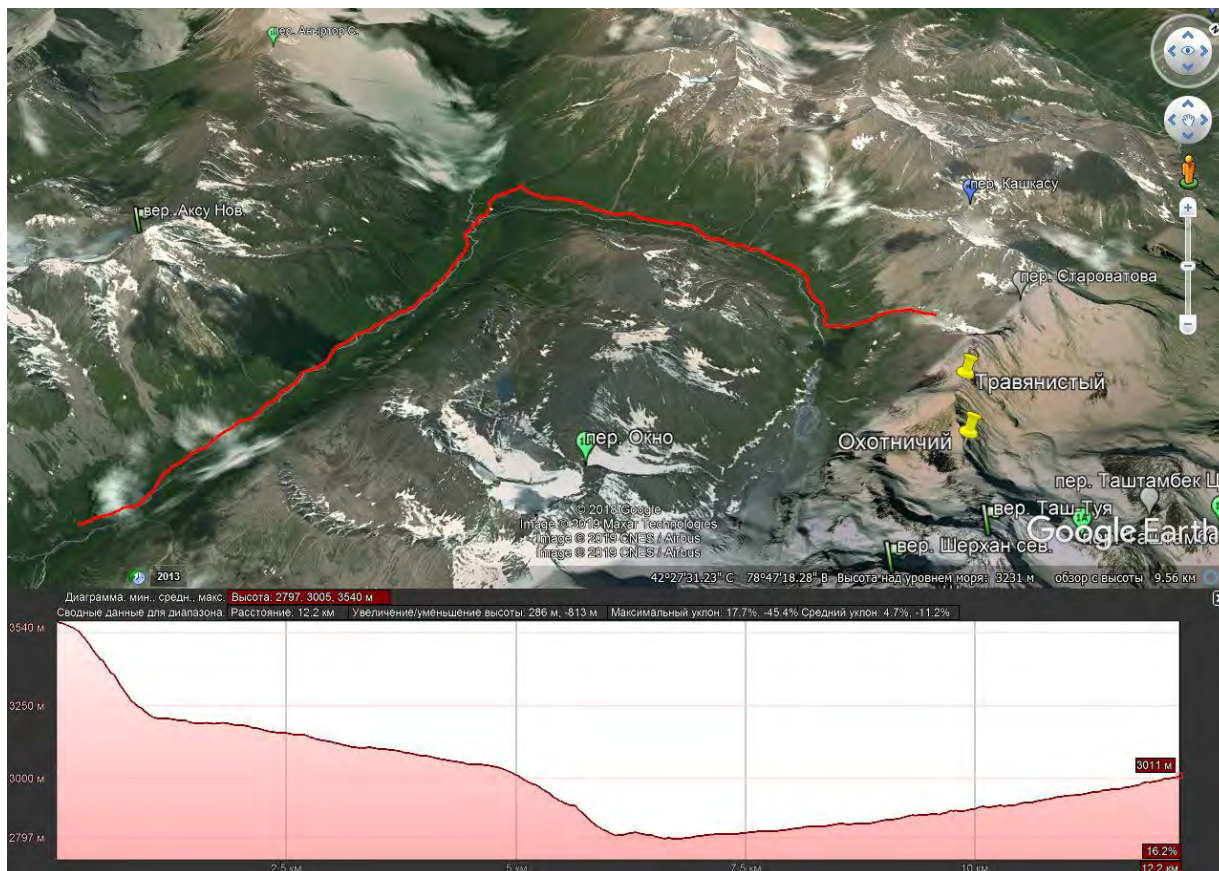 пер. Аныртор С.
вер. Аксу Нов.
пер. Кашкасу
пер. Староватова
Травянистый
Охотничий
пер. Окно
пер. Таштамбек Ц
вер. Таш-Туя
вер. Шерхан сев.
© 2018 Google
Image © 2019 Maxar Technologies
Image © 2019 CNES / Airbus
Image © 2019 CNES / Airbus
Google Earth
2013
42°27'31.23" С 78°47'18.28" В Высота над уровнем моря: 3231 м обзор с высоты 9.56 км
Диаграмма: мин., средн., макс. Высота: 2797, 3005, 3540 м
Сводные данные для диапазона: Расстояние: 12.2 км Увеличение/уменьшение высоты: 286 м, -813 м Максимальный уклон: 17.7%, -45.4% Средний уклон: 4.7%, -11.2%
3540 м
3250 м
3000 м
2797 м
3011 м
16.2%
2.5 км 5 км 7.5 км 10 км 12.2 км